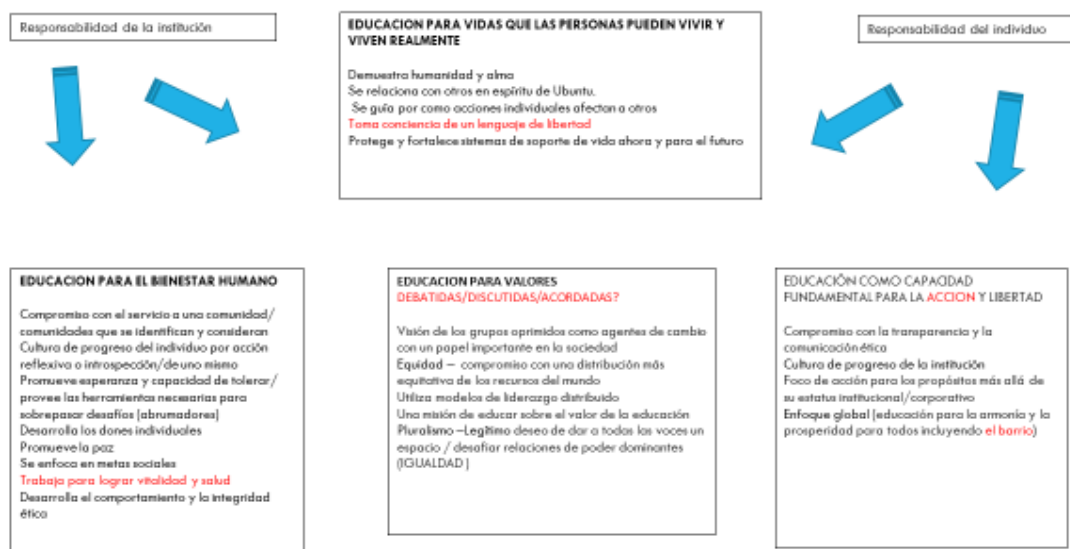 Responsabilidad de la institución
EDUCACION PARA VIDAS QUE LAS PERSONAS PUEDEN VIVIR Y
VIVEN REALMENTE
Demuestra humanidad y alma
Se relaciona con otros en espíritu de Ubuntu.
Se guía por como acciones individuales afectan a otros
Toma conciencia de un lenguaje de libertad
Protege y fortalece sistemas de soporte de vida ahora y para el futuro
Responsabilidad del individuo
EDUCACION PARA EL BIENESTAR HUMANO
Compromiso con el servicio a una comunidad/
comunidades que se identifican y consideran
Cultura de progreso del individuo por acción
reflexiva o introspección/de uno mismo
Promueve esperanza y capacidad de tolerar/
provee las herramientas necesarias para
sobrepasar desafíos (abrumadores)
Desarrolla los dones individuales
Promueve la paz
Se enfoca en metas sociales
Trabaja para lograr vitalidad y salud
Desarrolla el comportamiento y la integridad
ética
EDUCACION PARA VALORES
DEBATIDAS/DISCUTIDAS/ACORDADAS?
Visión de los grupos oprimidos como agentes de cambio
con un papel importante en la sociedad
Equidad – compromiso con una distribución más
equitativa de los recursos del mundo
Utiliza modelos de liderazgo distribuido
Una misión de educar sobre el valor de la educación
Pluralismo –Legítimo deseo de dar a todas las voces un
espacio / desafiar relaciones de poder dominantes
(IGUALDAD )
EDUCACIÓN COMO CAPACIDAD
FUNDAMENTAL PARA LA ACCION Y LIBERTAD
Compromiso con la transparencia y la
comunicación ética
Cultura de progreso de la institución
Foco de acción para los propósitos más allá de
su estatus institucional/corporativo
Enfoque global (educación para la armonía y la
prosperidad para todos incluyendo el barrio)